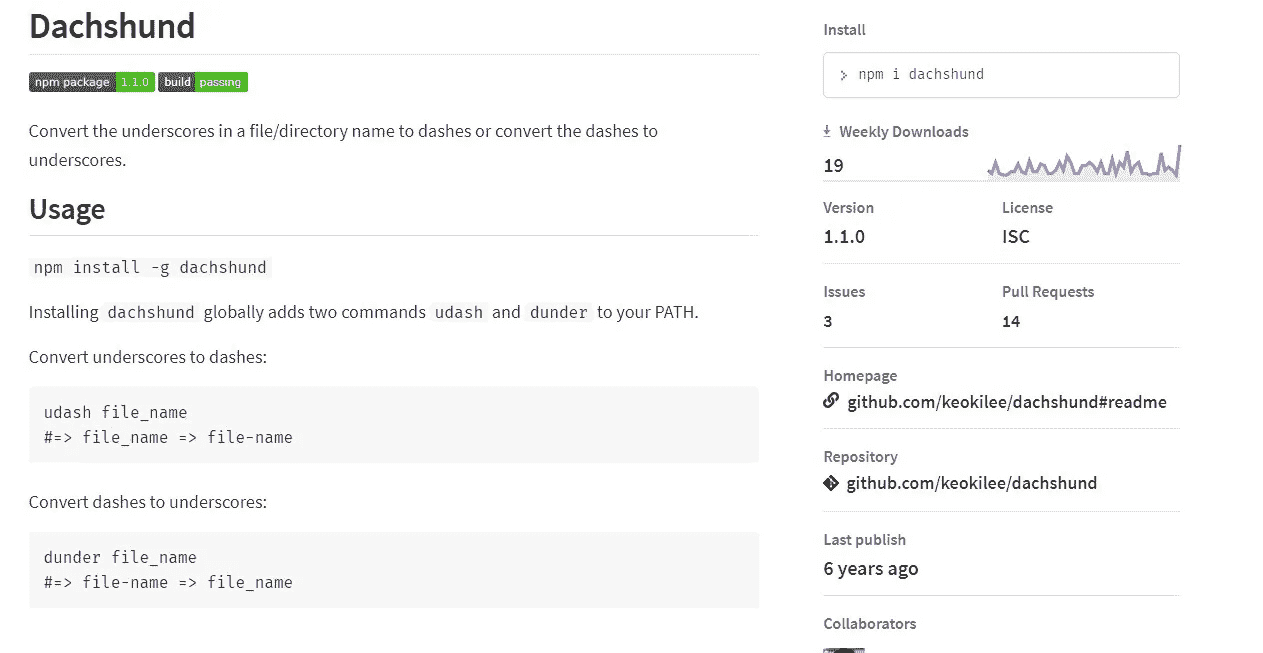 Dachshund
npm package 1.1.0 build passing
Convert the underscores in a file/directory name to dashes or convert the dashes to
underscores.
Usage
npm install -g dachshund
Installing dachshund globally adds two commands udash and dunder to your PATH.
Convert underscores to dashes:
udash file_name
#=> file_name => file-name
Convert dashes to underscores:
dunder file_name
#=> file-name => file_name
Install
> npm i dachshund
Weekly Downloads
19
Version License
1.1.0 ISC
Issues Pull Requests
3 14
Homepage
github.com/keokilee/dachshund#readme
Repository
github.com/keokilee/dachshund
Last publish
6 years ago
Collaborators